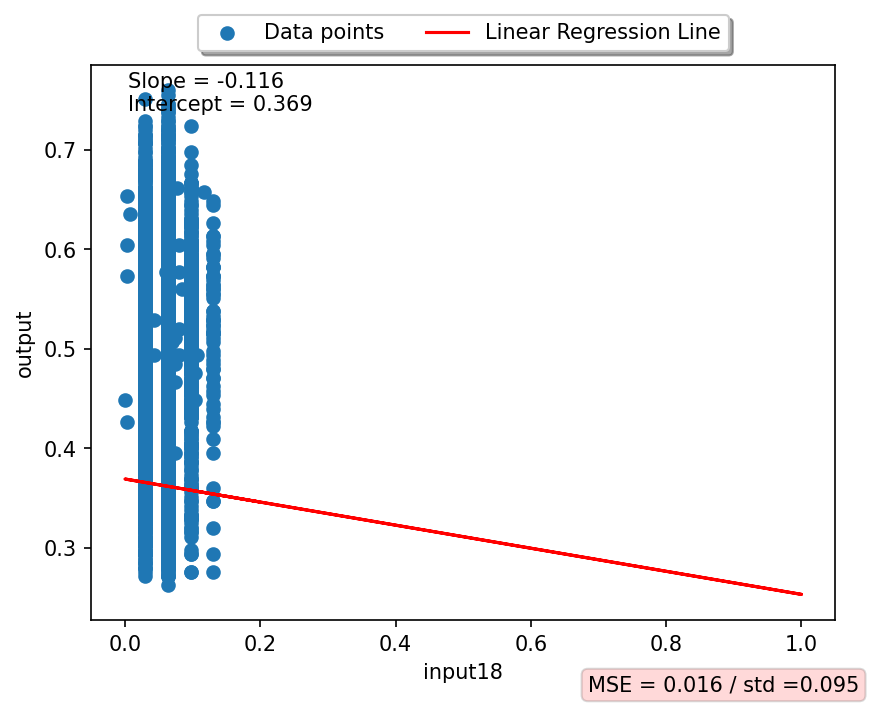 Data points
Linear Regression Line
Slope = -0.116
Intercept = 0.369
0.7
0.6
0.5
0.4
0.3
output
0.0 0.2 0.4 0.6 0.8 1.0
input18
MSE = 0.016 / std =0.095